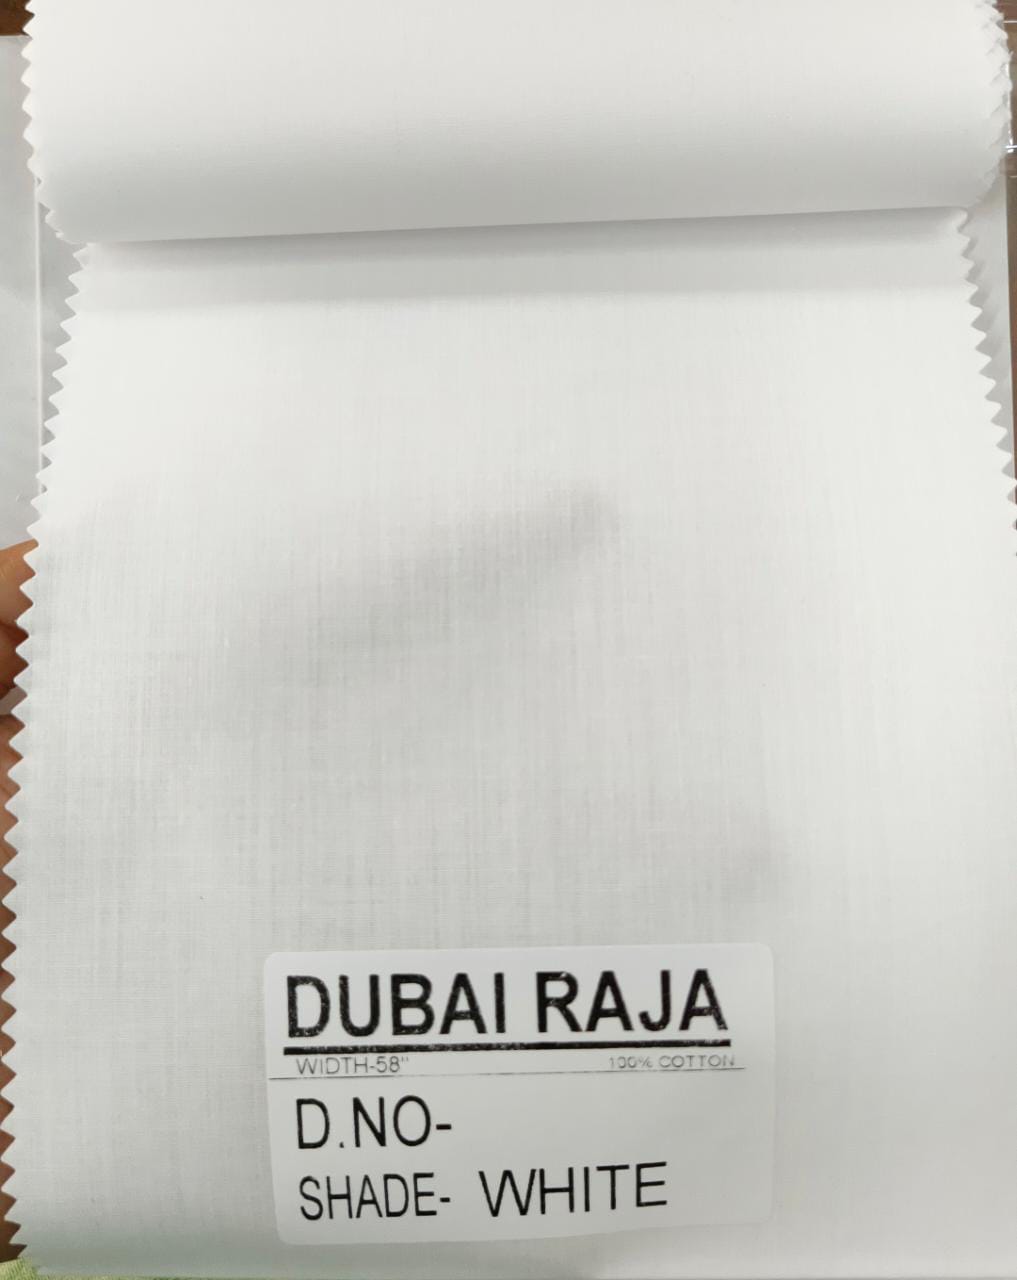 DUBAI RAJA
WIDTH-58" 100% COTTON
D.NO-
SHADE- WHITE